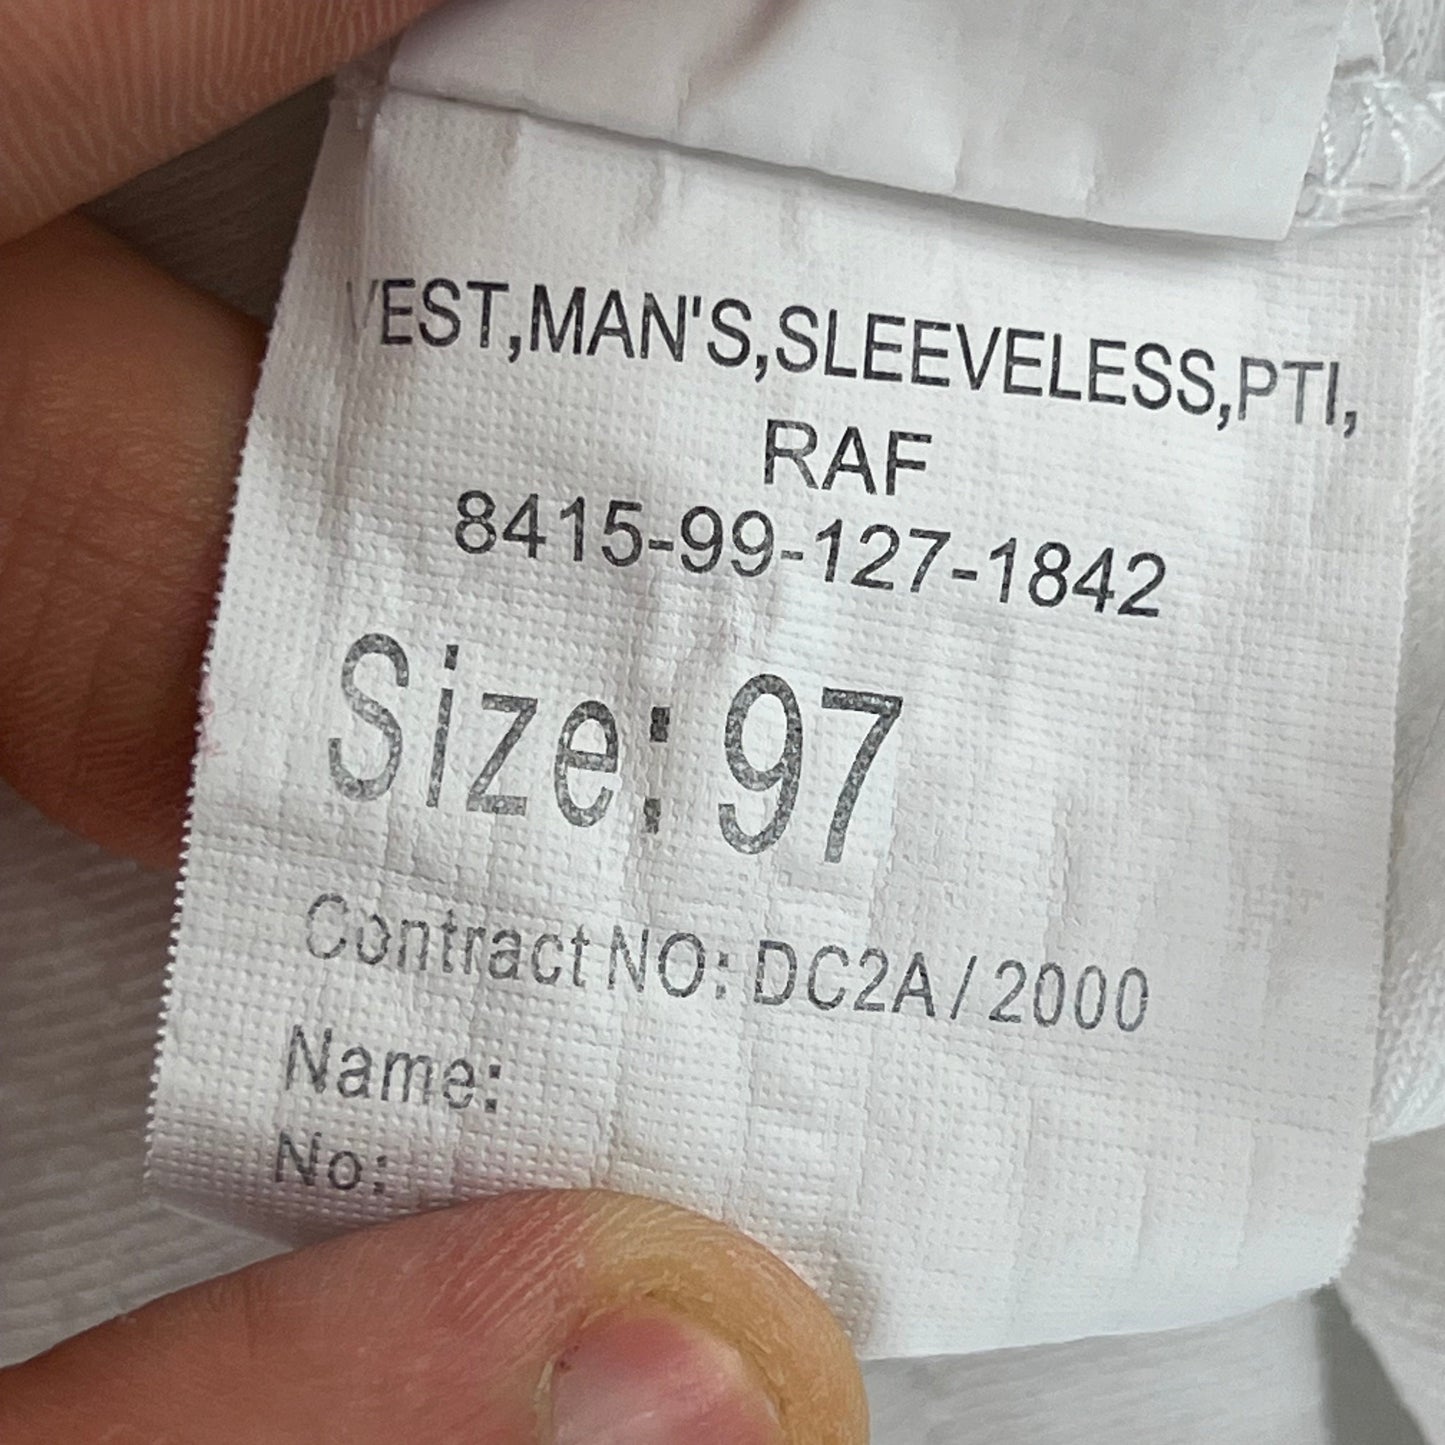 VEST,MAN'S,SLEEVELESS,PTI,
RAF
8415-99-127-1842
Size: 97
Contract NO: DC2A/2000
Name:
No: